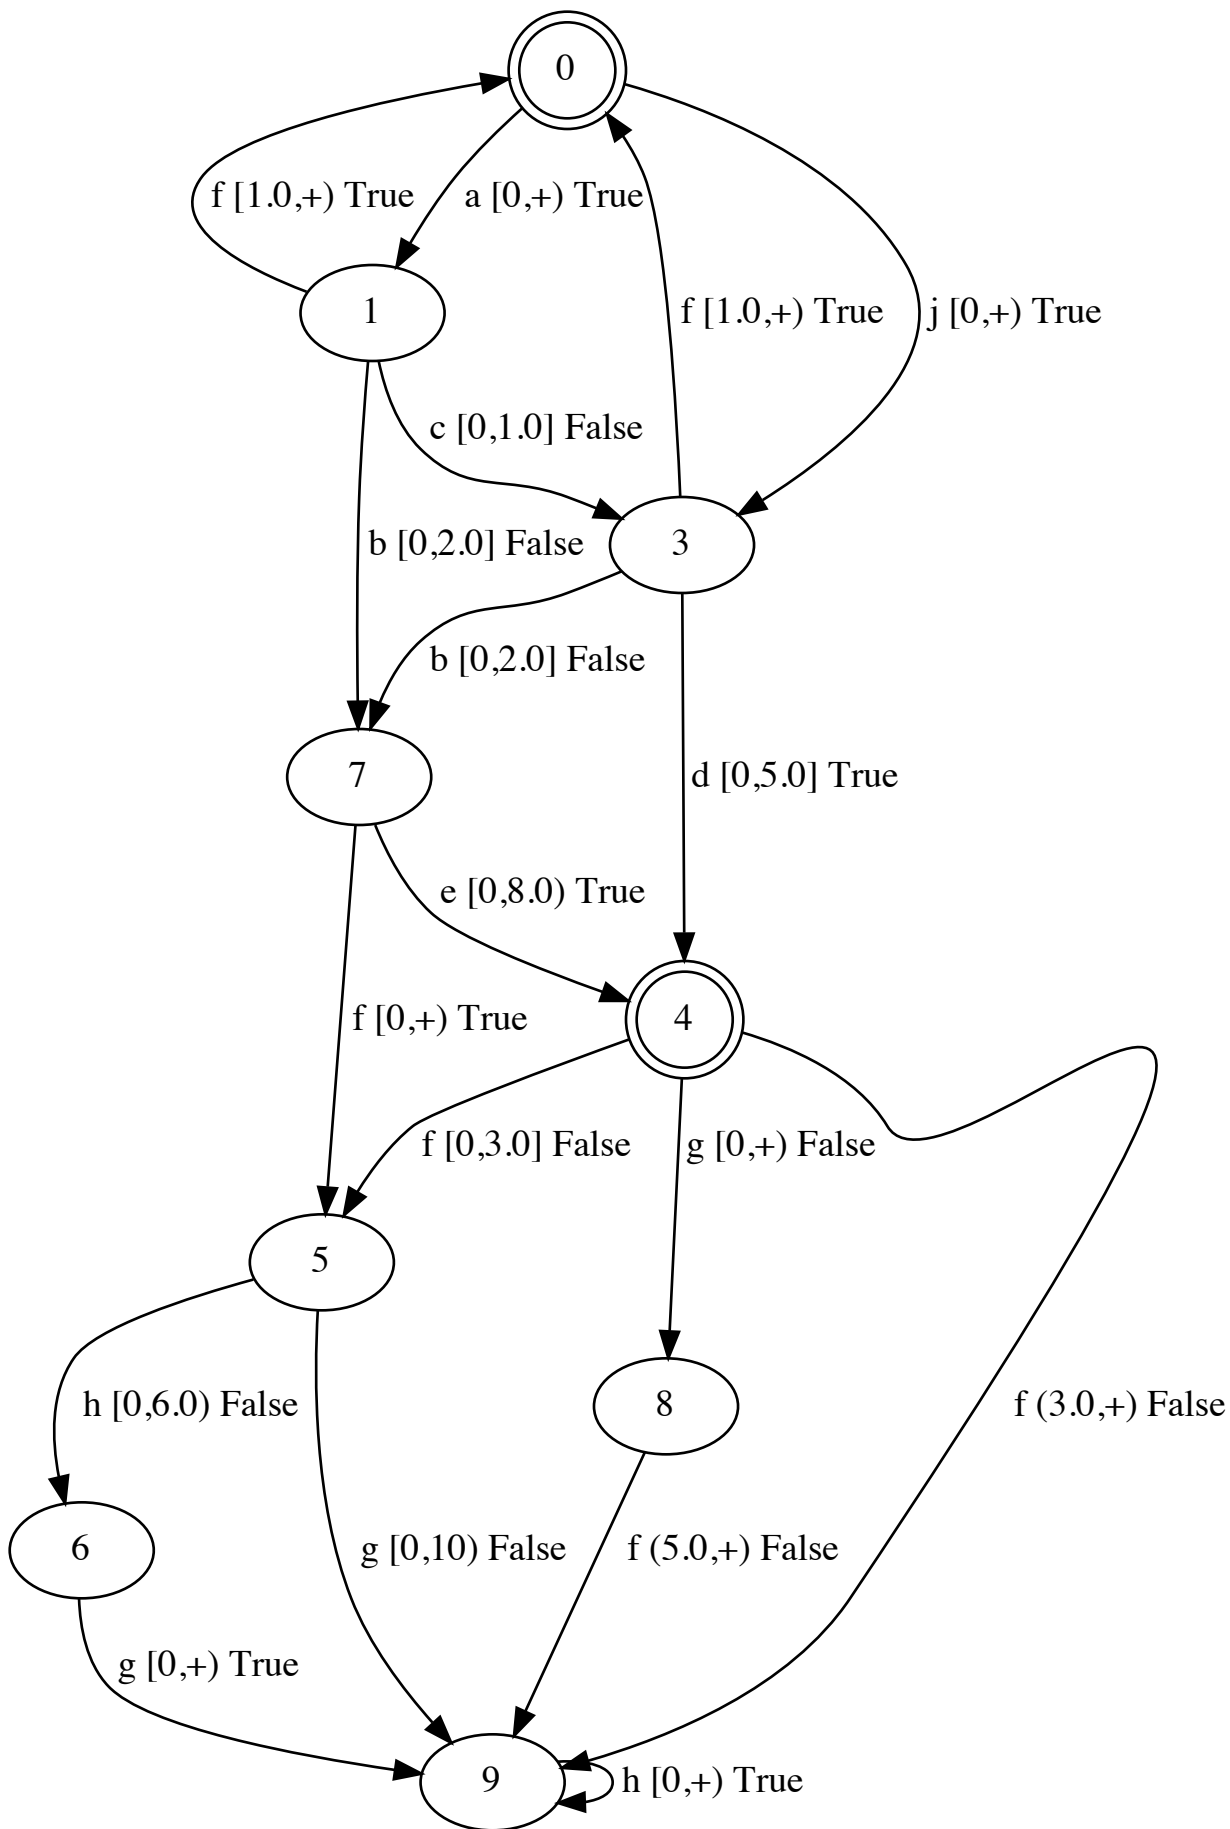 0
f [1.0,+) True
a [0,+) True
1
f [1.0,+) True
j [0,+) True
c [0,1.0] False
b [0,2.0] False
3
b [0,2.0] False
7
d [0,5.0] True
e [0,8.0) True
f [0,+) True
4
f [0,3.0] False
g [0,+) False
5
h [0,6.0) False
8
f (3.0,+) False
6
g [0,10) False
f (5.0,+) False
g [0,+) True
9
h [0,+) True